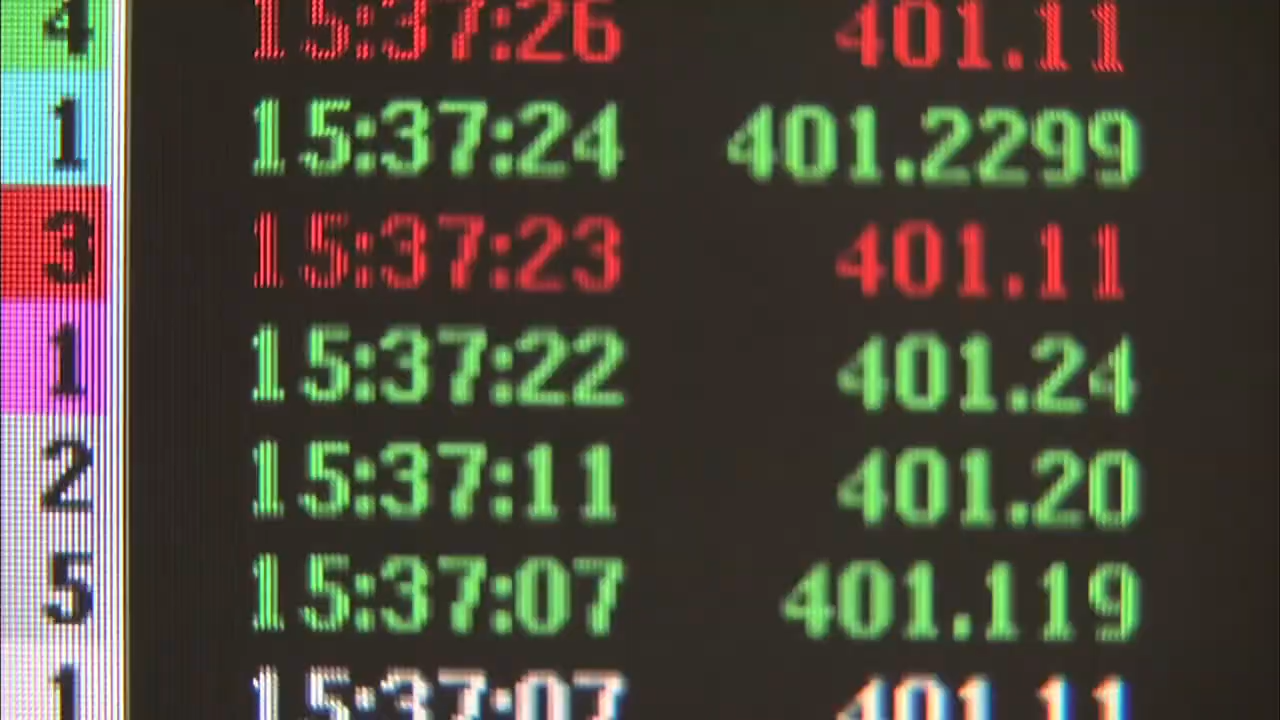 4 15:37:26 401.11
1 15:37:24 401.2299
3 15:37:23 401.11
1 15:37:22 401.24
2 15:37:11 401.20
5 15:37:07 401.119
1 15:37:07 401.11